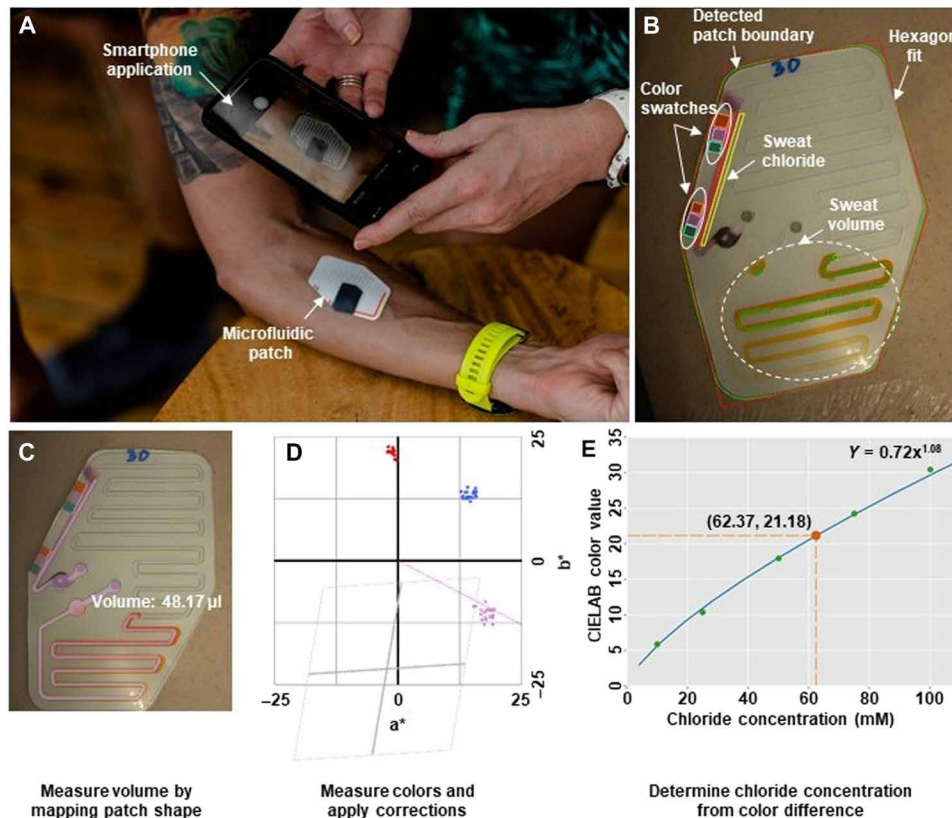 A
Smartphone
application
Microfluidic
patch
B
Detected
patch boundary
Hexagon
fit
30
Color
swatches
Sweat
chloride
Sweat
volume
C
30
Volume: 48.17 µl
D
25
0
b*
−25
−25
0
25
a*
E
35
30
25
20
15
10
5
0
CIELAB color value
Y = 0.72x^1.08
(62.37, 21.18)
0
20
40
60
80
100
Chloride concentration (mM)
Measure volume by
mapping patch shape
Measure colors and
apply corrections
Determine chloride concentration
from color difference